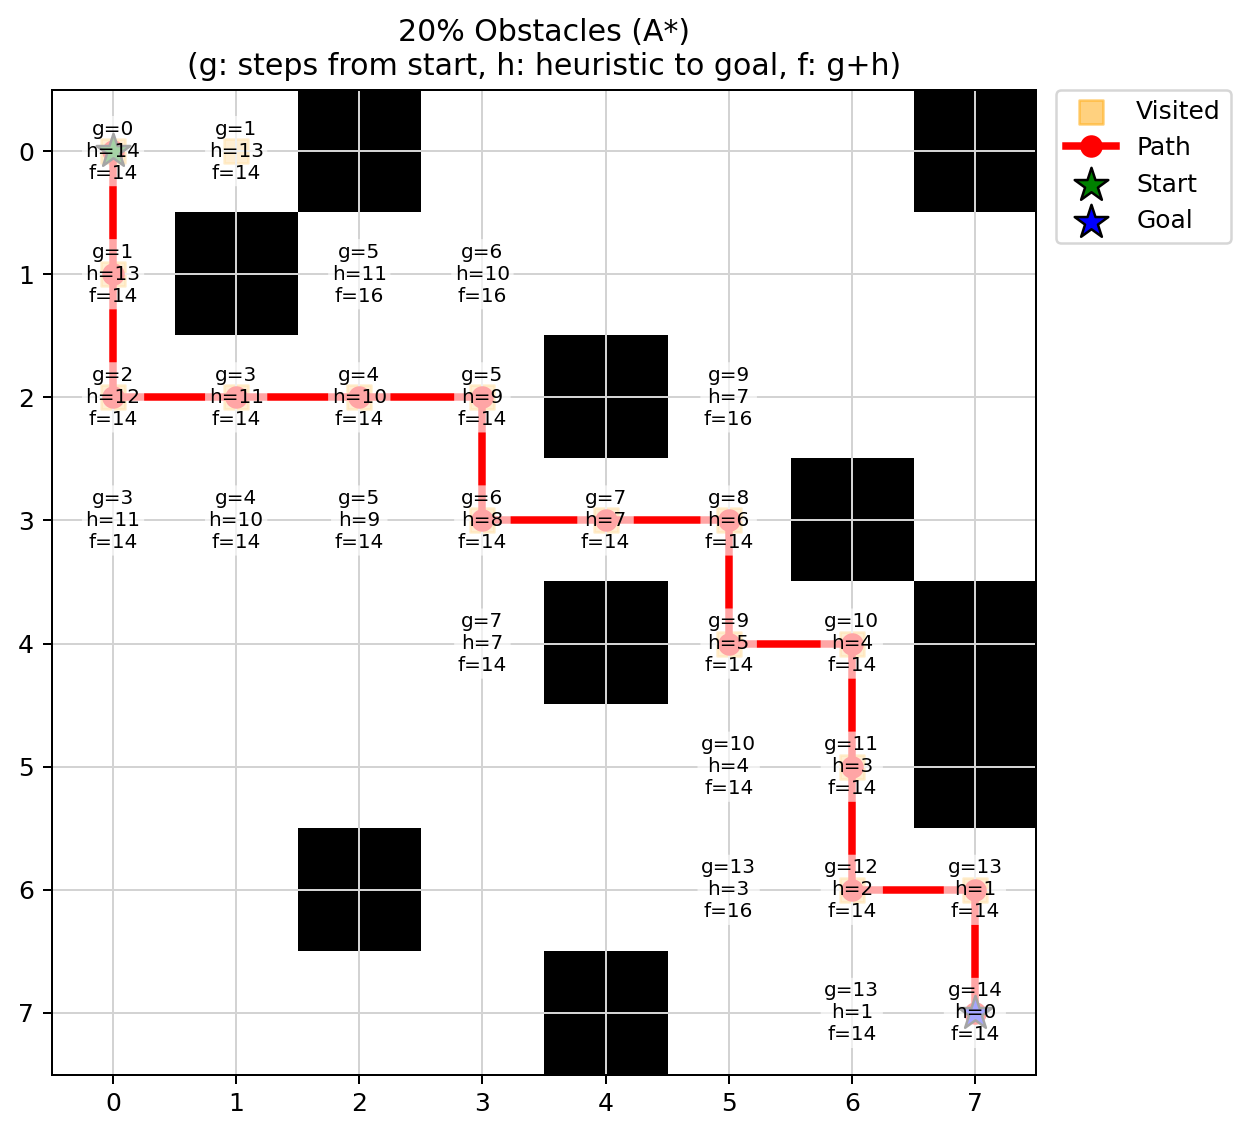 20% Obstacles (A*)
(g: steps from start, h: heuristic to goal, f: g+h)
Visited
Path
Start
Goal
0
g=0
h=14
f=14
g=1
h=13
f=14
1
g=1
h=13
f=14
g=5
h=11
f=16
g=6
h=10
f=16
2
g=2
h=12
f=14
g=3
h=11
f=14
g=4
h=10
f=14
g=5
h=9
f=14
g=9
h=7
f=16
3
g=3
h=11
f=14
g=4
h=10
f=14
g=5
h=9
f=14
g=6
h=8
f=14
g=7
h=7
f=14
g=8
h=6
f=14
4
g=7
h=7
f=14
g=9
h=5
f=14
g=10
h=4
f=14
5
g=10
h=4
f=14
g=11
h=3
f=14
6
g=13
h=3
f=16
g=12
h=2
f=14
g=13
h=1
f=14
7
g=13
h=1
f=14
g=14
h=0
f=14
0 1 2 3 4 5 6 7